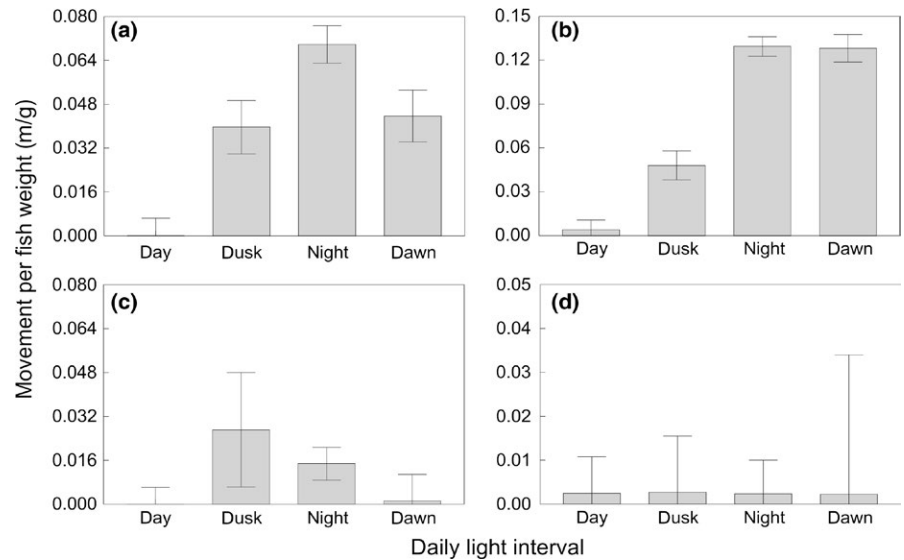 Movement per fish weight (m/g)
(a)
0.080
0.064
0.048
0.032
0.016
0.000
Day Dusk Night Dawn
(b)
0.15
0.12
0.09
0.06
0.03
0.00
Day Dusk Night Dawn
(c)
0.080
0.064
0.048
0.032
0.016
0.000
Day Dusk Night Dawn
(d)
0.05
0.04
0.03
0.02
0.01
0.00
Day Dusk Night Dawn
Daily light interval